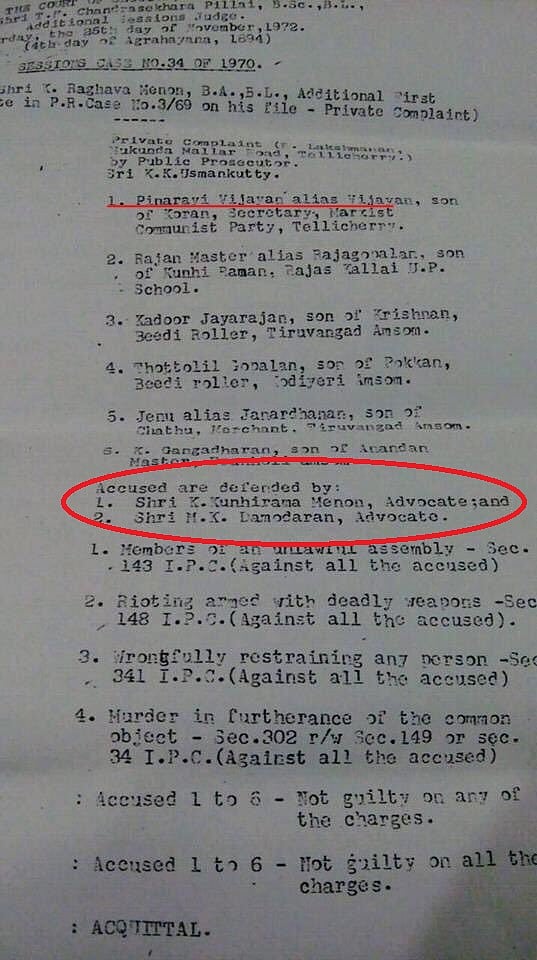 THE COURT OF
Shri T.P. Chandrasekhara Pillai, B.Sc.,B.L.,
Additional Sessions Judge.
the 25th day of November,1972.
(4th day of Agrahayana, 1894)
SESSIONS CASE NO.34 OF 1970.
Shri K. Raghava Menon, B.A.,B.L., Additional First
te in P.R.Case No.3/69 on his file - Private Complaint)
Private Complaint (P. Lakshmanan,
Mukunda Mallar Road, Tellicherry.)
by Public Prosecutor.
Sri K.K.Usmankutty.
1. Pinarayi Vijayan alias Vijayan, son
of Koran, Secretary, Marxist
Communist Party, Tellicherry.
2. Rajan Master alias Rajagopalan, son
of Kunhi Raman, Rajas Kallai U.P.
School.
3. Kadoor Jayarajan, son of Krishnan,
Beedi Roller, Tiruvangad Amsom.
4. Thottolil Gopalan, son of Pokkan,
Beedi roller, Kodiyeri Amsom.
5. Jenu alias Janardhanan, son of
Chathu, Merchant. Tiruvangad Amsom.
6. K. Gangadharan, son of Anandan
Master,
Accused are defended by:
1. Shri K.Kunhirama Menon, Advocate;and
2. Shri M.K. Damodaran, Advocate.
1. Members of an unlawful assembly - Sec.
143 I.P.C.(Against all the accused)
2. Rioting armed with deadly weapons -Sec
148 I.P.C.(Against all the accused).
3. Wrongfully restraining any person -Sec
341 I.P.C.(Against all the accused)
4. Murder in furtherance of the common
object - Sec.302 r/w Sec.149 or sec.
34 I.P.C.(Against all the accused)
: Accused 1 to 6 - Not guilty on any of
the charges.
: Accused 1 to 6 - Not guilty on all the
charges.
: ACQUITTAL.